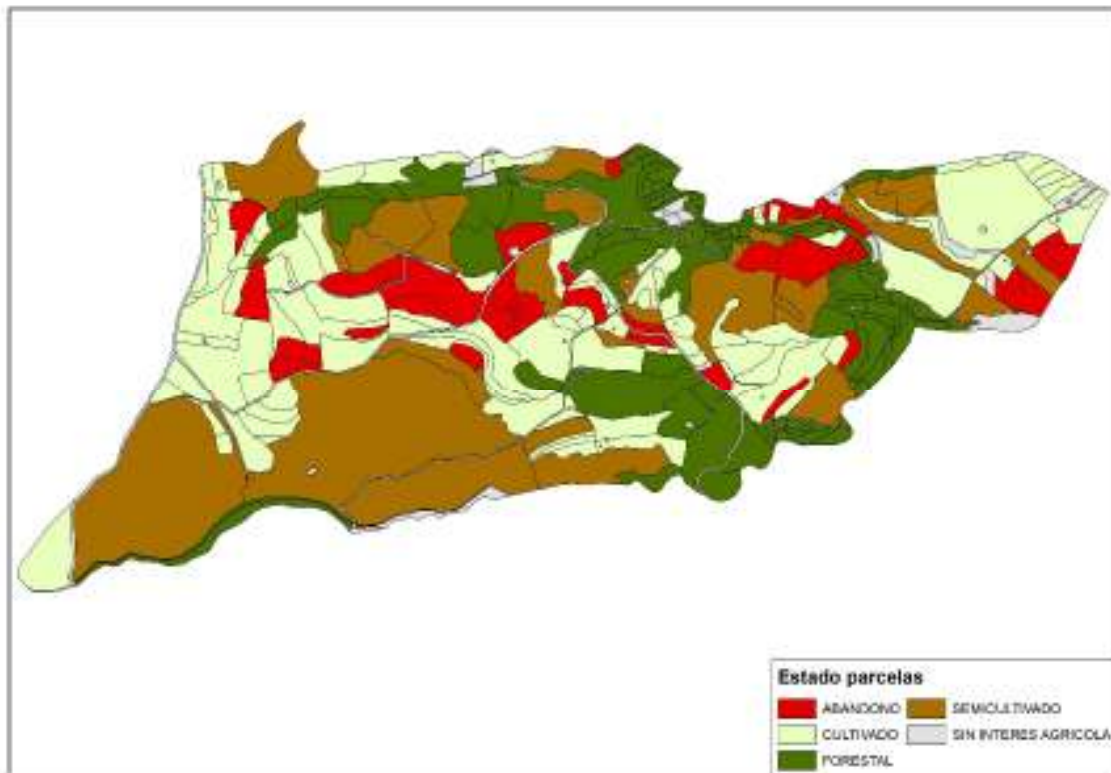 Estado parcelas
ABANDONO
SEMICULTIVADO
CULTIVADO
SIN INTERES AGRICOLA
FORESTAL